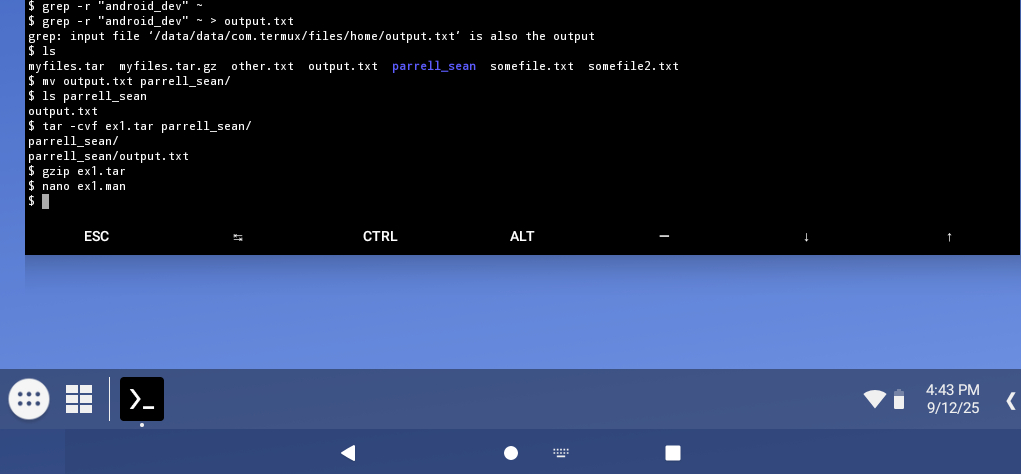 $ grep -r "android_dev" ~
$ grep -r "android_dev" ~ > output.txt
grep: input file ‘/data/data/com.termux/files/home/output.txt’ is also the output
$ ls
myfiles.tar  myfiles.tar.gz  other.txt  output.txt  parrell_sean  somefile.txt  somefile2.txt
$ mv output.txt parrell_sean/
$ ls parrell_sean
output.txt
$ tar -cvf ex1.tar parrell_sean/
parrell_sean/
parrell_sean/output.txt
$ gzip ex1.tar
$ nano ex1.man
$
ESC ↹ CTRL ALT — ↓ ↑
4:43 PM
9/12/25